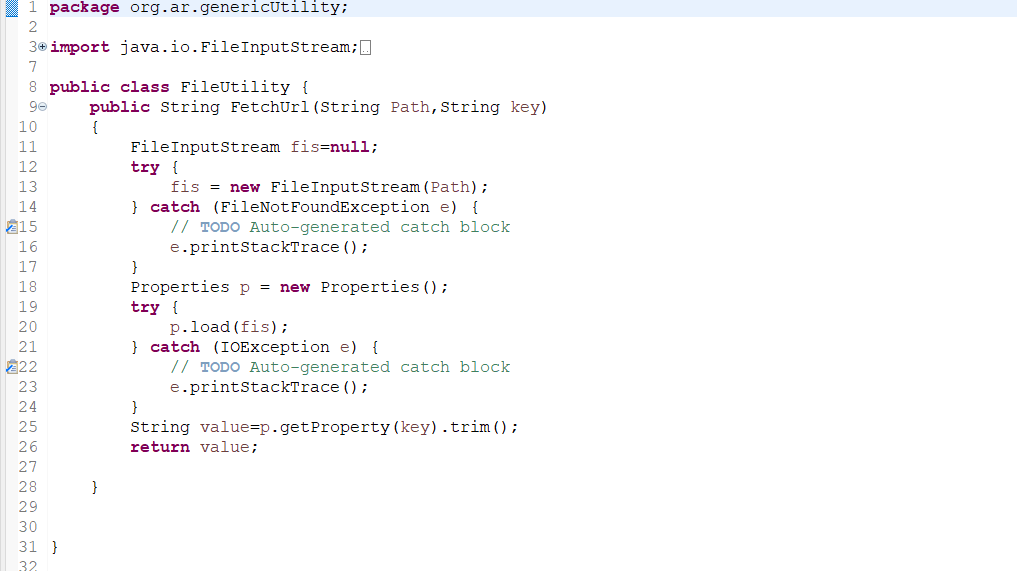 1 package org.ar.genericUtility;
2
3 import java.io.FileInputStream;
7
8 public class FileUtility {
9 public String FetchUrl(String Path,String key)
10 {
11 FileInputStream fis=null;
12 try {
13 fis = new FileInputStream(Path);
14 } catch (FileNotFoundException e) {
15 // TODO Auto-generated catch block
16 e.printStackTrace();
17 }
18 Properties p = new Properties();
19 try {
20 p.load(fis);
21 } catch (IOException e) {
22 // TODO Auto-generated catch block
23 e.printStackTrace();
24 }
25 String value=p.getProperty(key).trim();
26 return value;
27
28 }
29
30
31 }
32